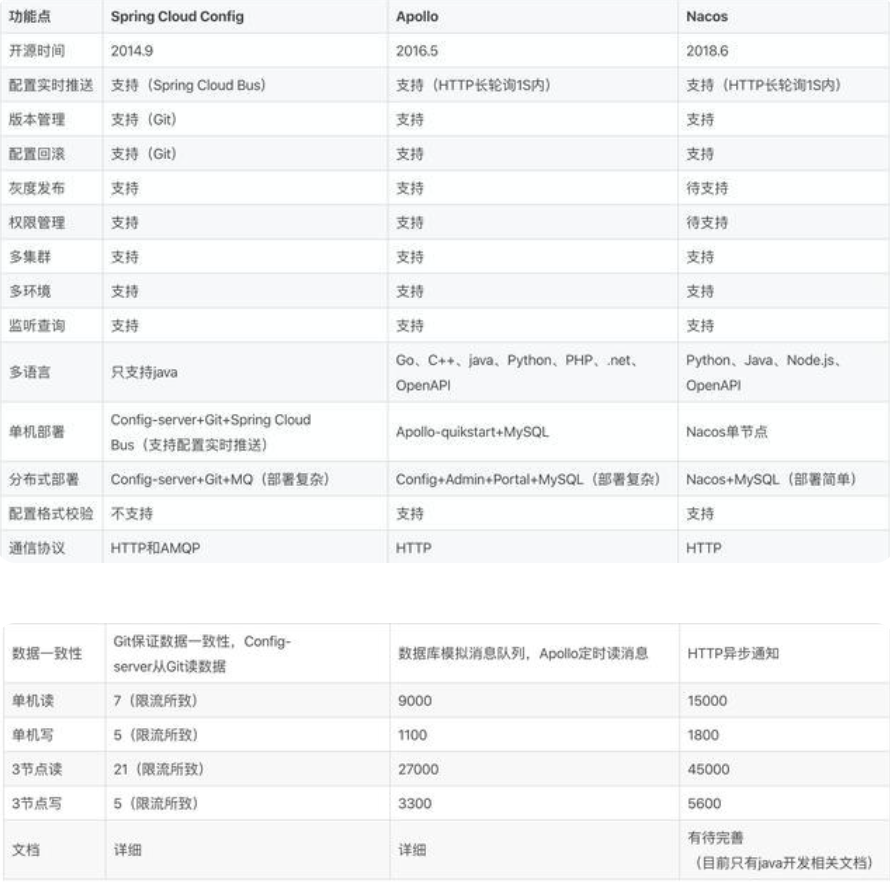 功能点 Spring Cloud Config Apollo Nacos
开源时间 2014.9 2016.5 2018.6
配置实时推送 支持（Spring Cloud Bus） 支持（HTTP长轮询1S内） 支持（HTTP长轮询1S内）
版本管理 支持（Git） 支持 支持
配置回滚 支持（Git） 支持 支持
灰度发布 支持 支持 待支持
权限管理 支持 支持 待支持
多集群 支持 支持 支持
多环境 支持 支持 支持
监听查询 支持 支持 支持
多语言 只支持java Go、C++、java、Python、PHP、.net、
OpenAPI Python、Java、Node.js、
OpenAPI
单机部署 Config-server+Git+Spring Cloud
Bus（支持配置实时推送） Apollo-quikstart+MySQL Nacos单节点
分布式部署 Config-server+Git+MQ（部署复杂） Config+Admin+Portal+MySQL（部署复杂） Nacos+MySQL（部署简单）
配置格式校验 不支持 支持 支持
通信协议 HTTP和AMQP HTTP HTTP
数据一致性 Git保证数据一致性，Config-
server从Git读数据 数据库模拟消息队列，Apollo定时读消息 HTTP异步通知
单机读 7（限流所致） 9000 15000
单机写 5（限流所致） 1100 1800
3节点读 21（限流所致） 27000 45000
3节点写 5（限流所致） 3300 5600
文档 详细 详细 有待完善
（目前只有java开发相关文档）